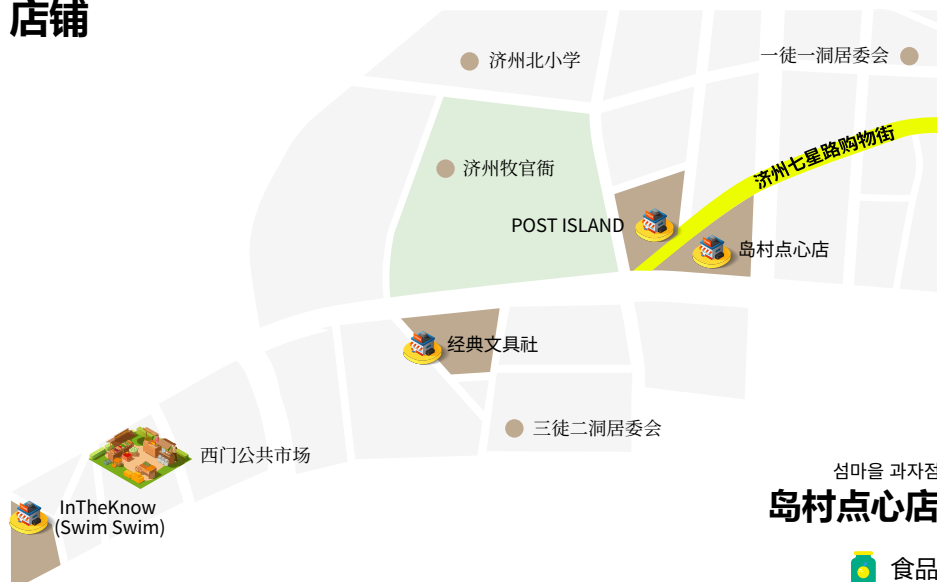 店铺
济州北小学
一徒一洞居委会
济州七星路购物街
济州牧官衙
POST ISLAND
岛村点心店
经典文具社
三徒二洞居委会
西门公共市场
InTheKnow
(Swim Swim)
섬마을 과자점
岛村点心店
食品